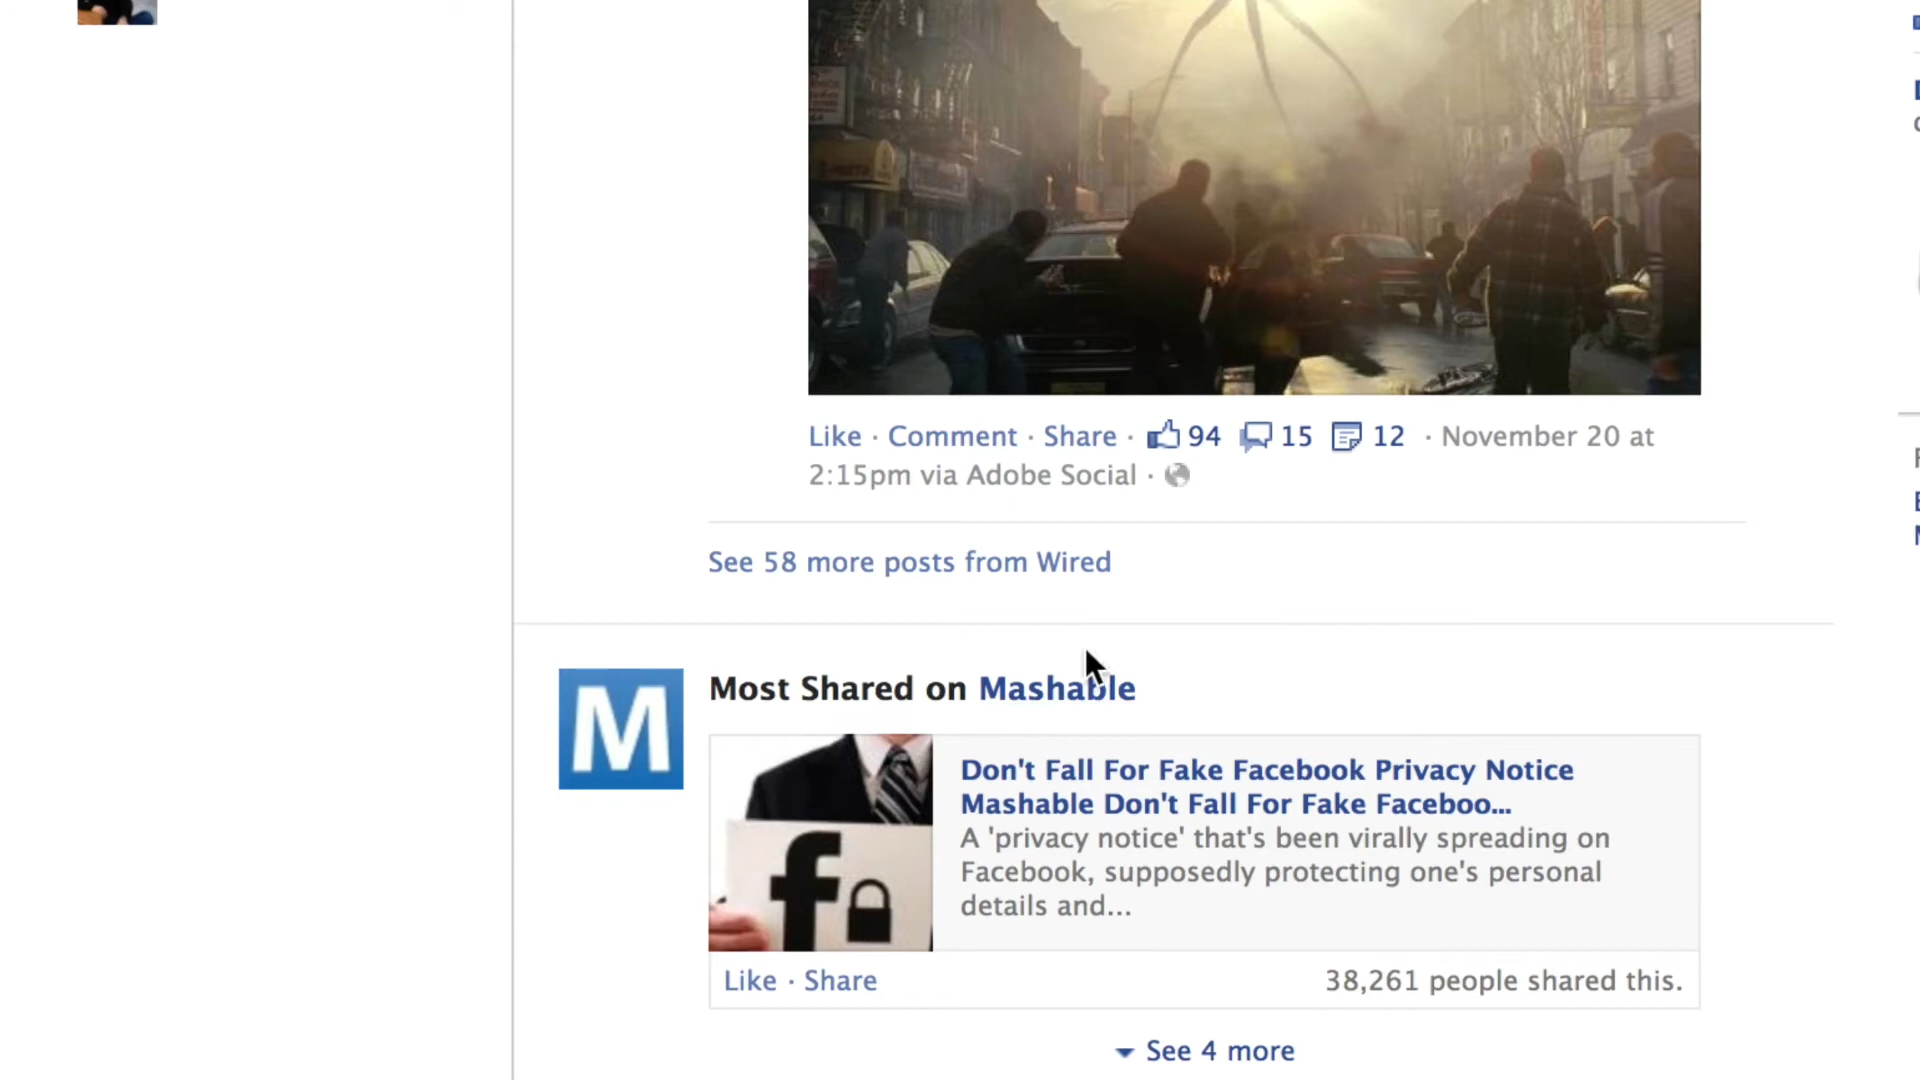 Like · Comment · Share · 94 15 12 · November 20 at
2:15pm via Adobe Social ·
See 58 more posts from Wired
M
Most Shared on Mashable
Don't Fall For Fake Facebook Privacy Notice
Mashable Don't Fall For Fake Faceboo...
A 'privacy notice' that's been virally spreading on
Facebook, supposedly protecting one's personal
details and...
f
Like · Share
38,261 people shared this.
See 4 more